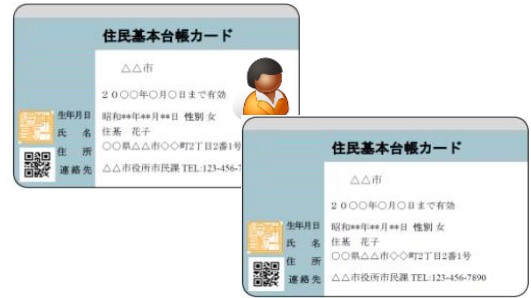 住民基本台帳カード
△△市
２０○○年○月○日まで有効
生年月日 昭和**年**月**日 性別 女
氏 名 住基 花子
住 所 ○○県△△市◇◇町2丁目2番1号
連絡先 △△市役所市民課 TEL:123-456-7
住民基本台帳カード
△△市
２０○○年○月○日まで有効
生年月日 昭和**年**月**日 性別 女
氏 名 住基 花子
住 所 ○○県△△市◇◇町2丁目2番1号
連絡先 △△市役所市民課 TEL:123-456-7890